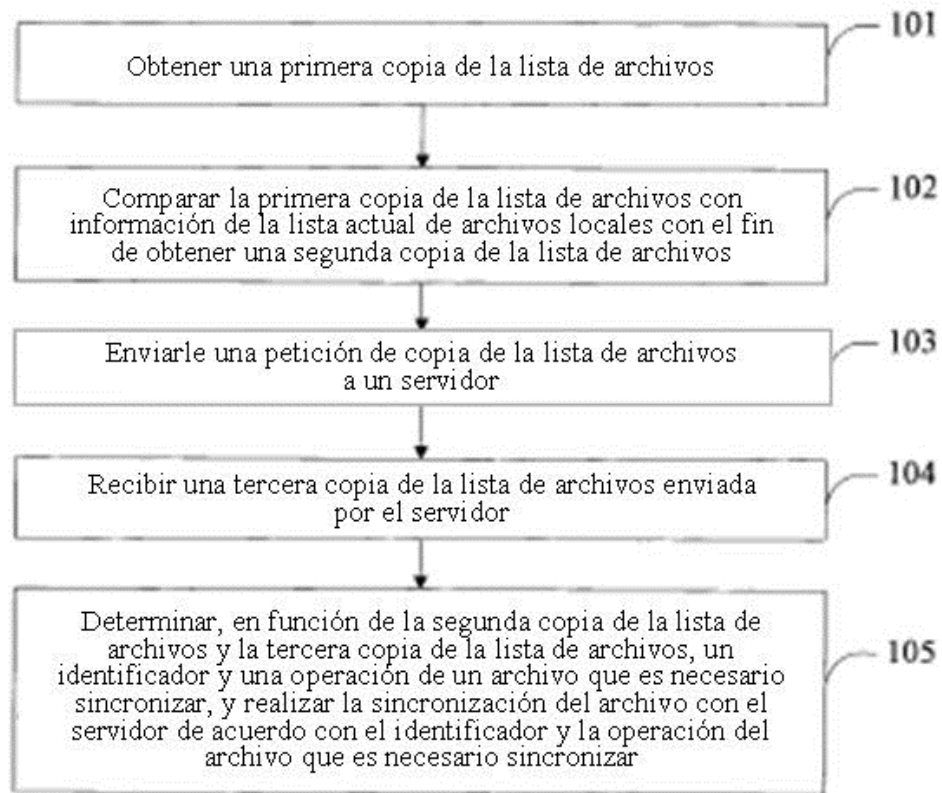 101
Obtener una primera copia de la lista de archivos
102
Comparar la primera copia de la lista de archivos con
información de la lista actual de archivos locales con el fin
de obtener una segunda copia de la lista de archivos
103
Enviarle una petición de copia de la lista de archivos
a un servidor
104
Recibir una tercera copia de la lista de archivos enviada
por el servidor
105
Determinar, en función de la segunda copia de la lista de
archivos y la tercera copia de la lista de archivos, un
identificador y una operación de un archivo que es necesario
sincronizar, y realizar la sincronización del archivo con el
servidor de acuerdo con el identificador y la operación del
archivo que es necesario sincronizar